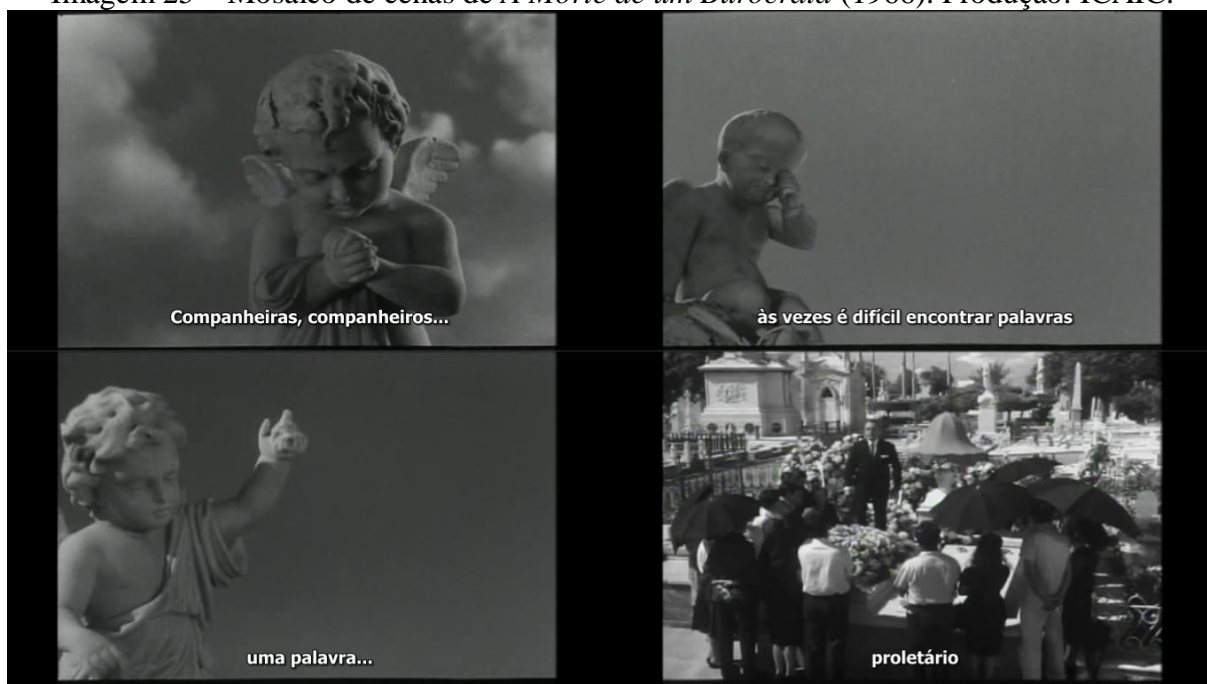 Imagem – Mosaico de cenas de A Morte de um Burocrata (1966). Produção: ICAIC.
Companheiras, companheiros...
às vezes é difícil encontrar palavras
uma palavra...
proletário